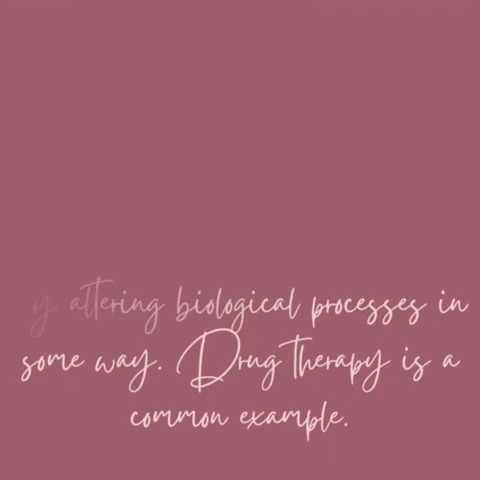 altering biological processes in
some way. Drug therapy is a
common example.